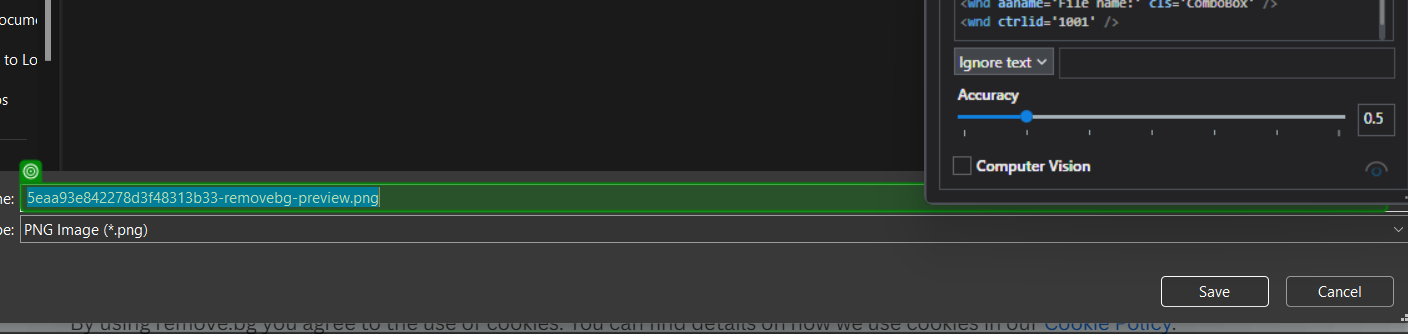 <wnd aaname='File name:' cls='ComboBox' />
<wnd ctrlid='1001' />
ocume
to Lo
Ignore text
os
Accuracy
0.5
Computer Vision
ne:
5eaa93e842278d3f48313b33-removebg-preview.png
pe:
PNG Image (*.png)
Save
Cancel
By using remove.bg you agree to the use of cookies. You can find details on how we use cookies in our Cookie Policy.